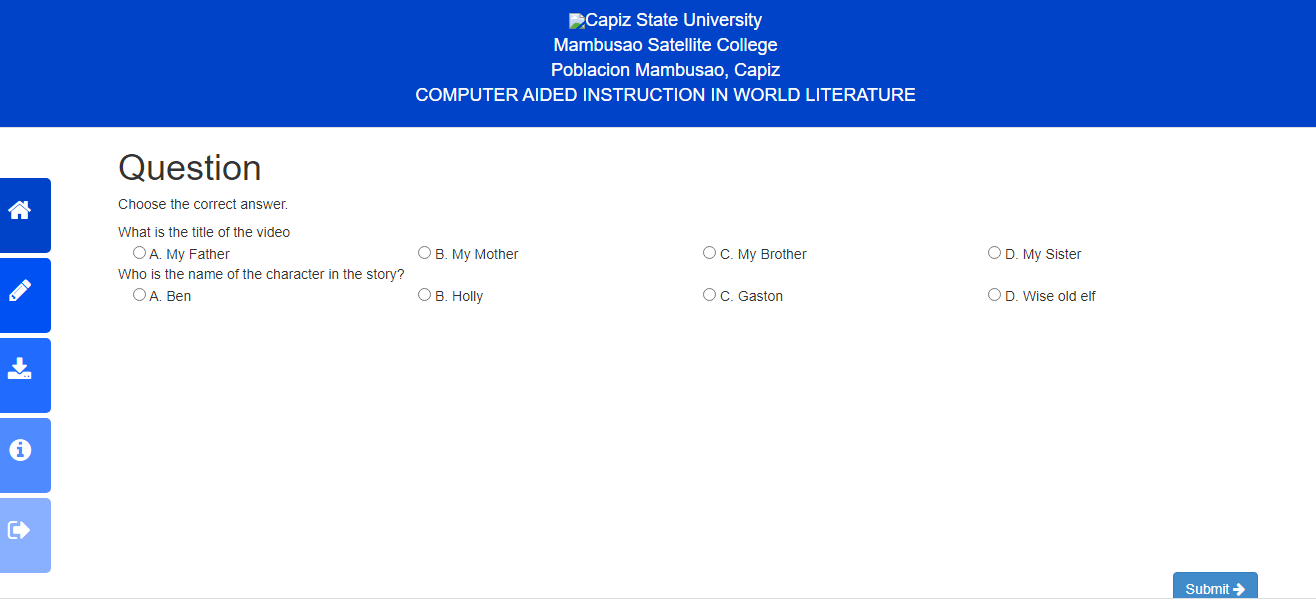 Capiz State University
Mambusao Satellite College
Poblacion Mambusao, Capiz
COMPUTER AIDED INSTRUCTION IN WORLD LITERATURE
Question
Choose the correct answer.
What is the title of the video
A. My Father B. My Mother C. My Brother D. My Sister
Who is the name of the character in the story?
A. Ben B. Holly C. Gaston D. Wise old elf
Submit